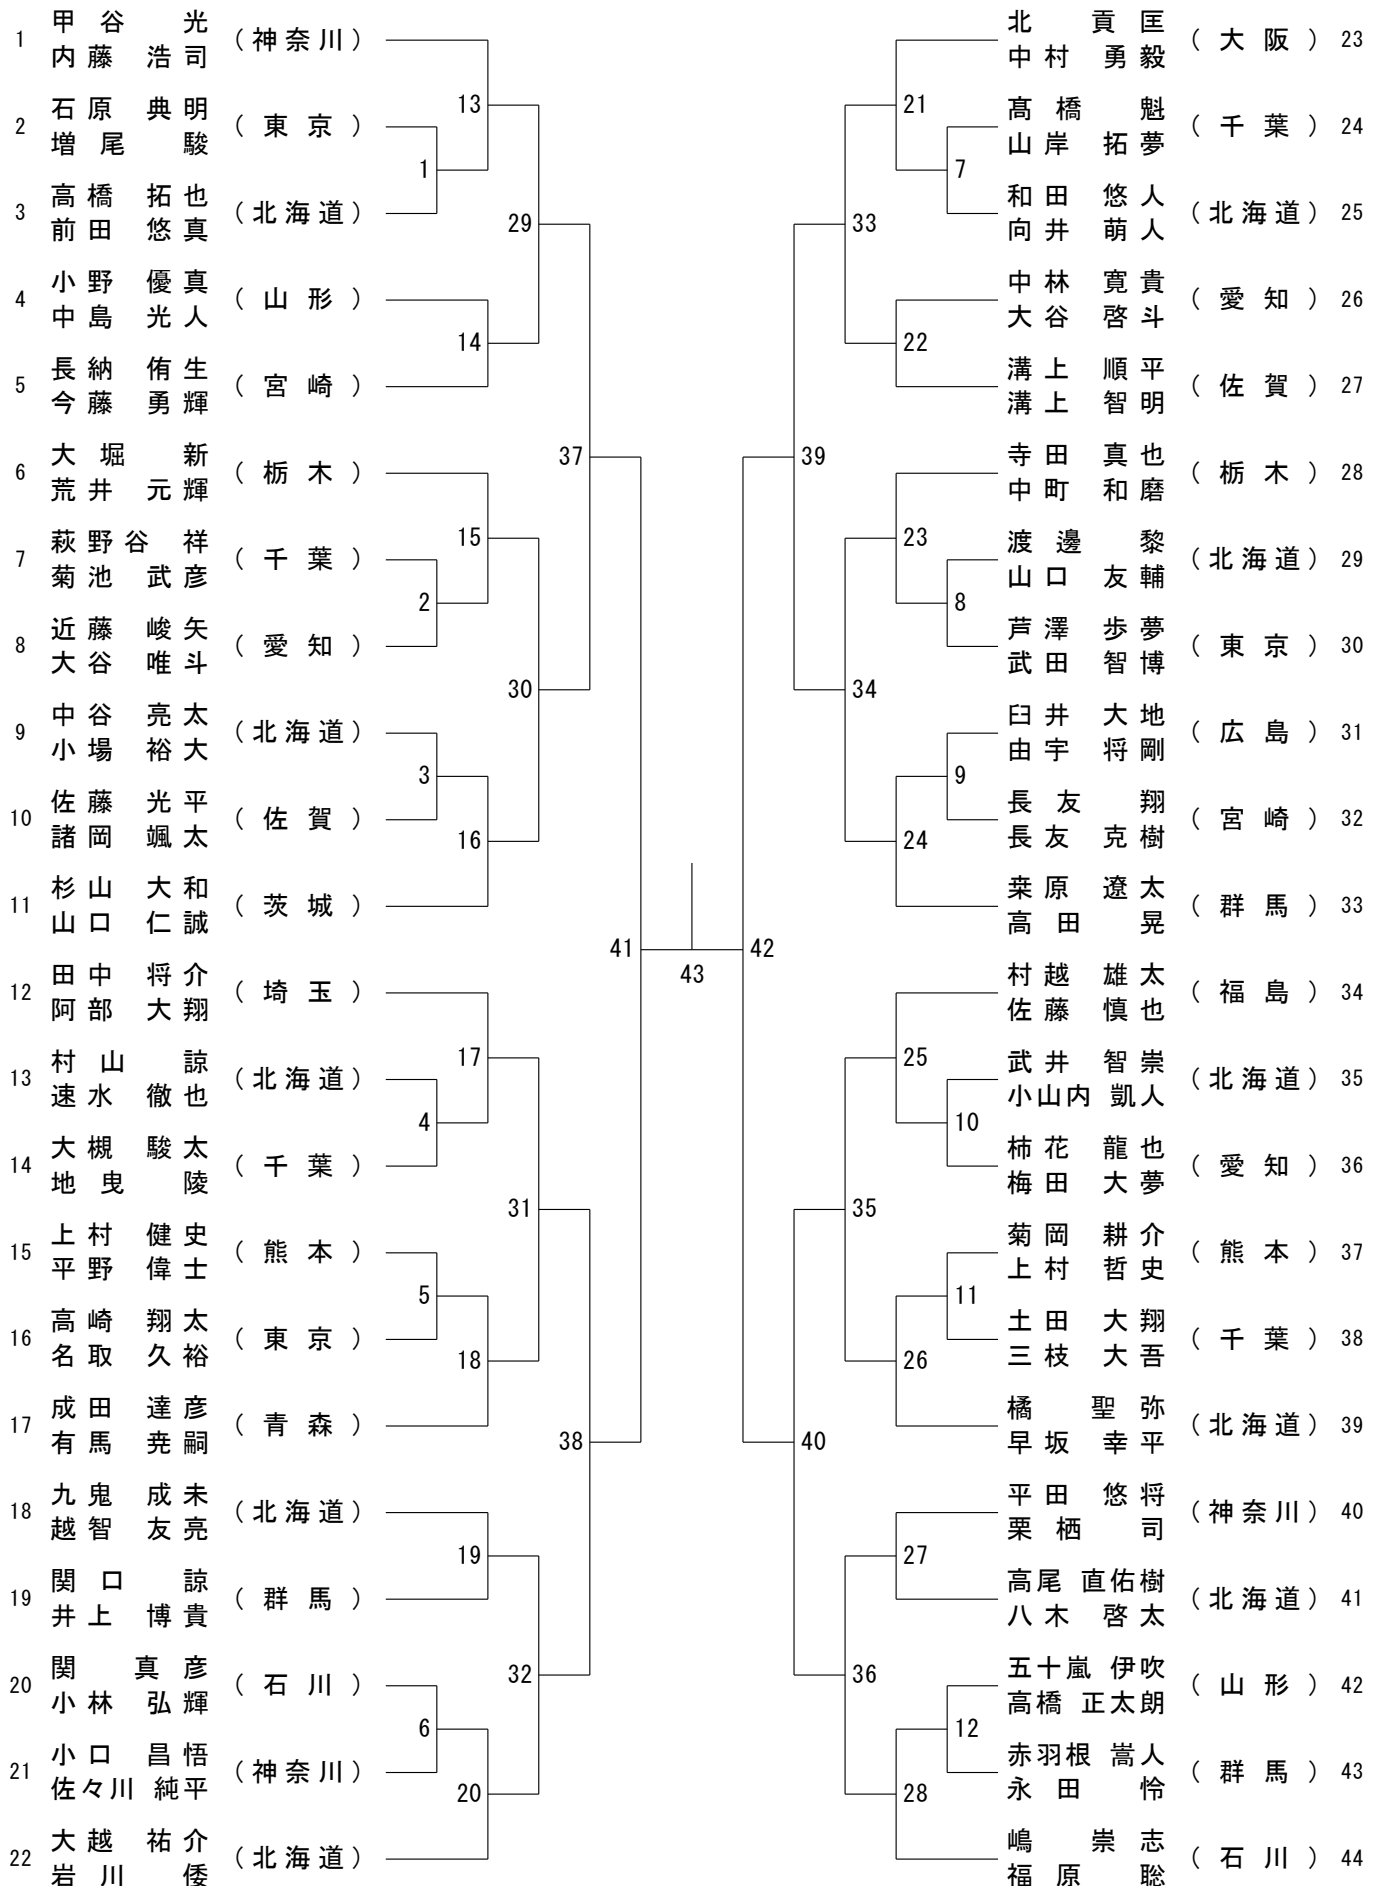 1 甲谷 光 (神奈川)
内藤 浩司
2 石原 典明 (東京)
増尾 駿
3 高橋 拓也 (北海道)
前田 悠真
4 小野 優真 (山形)
中島 光人
5 長納 侑生 (宮崎)
今藤 勇輝
6 大堀 新 (栃木)
荒井 元輝
7 萩野谷 祥 (千葉)
菊池 武彦
8 近藤 峻矢 (愛知)
大谷 唯斗
9 中谷 亮太 (北海道)
小場 裕大
10 佐藤 光平 (佐賀)
諸岡 颯太
11 杉山 大和 (茨城)
山口 仁誠
12 田中 将介 (埼玉)
阿部 大翔
13 村山 諒 (北海道)
速水 徹也
14 大槻 駿太 (千葉)
地曳 陵
15 上村 健史 (熊本)
平野 偉士
16 高崎 翔太 (東京)
名取 久裕
17 成田 達彦 (青森)
有馬 尭嗣
18 九鬼 成未 (北海道)
越智 友亮
19 関口 諒 (群馬)
井上 博貴
20 関 真彦 (石川)
小林 弘輝
21 小口 昌悟 (神奈川)
佐々川 純平
22 大越 祐介 (北海道)
岩川 倭
13
1
29
14
37
15
2
30
3
16
41
17
4
31
5
18
38
19
32
6
20
43
42
21
7
33
22
39
23
8
34
9
24
25
10
35
11
26
40
27
36
12
28
北 貢匡 (大阪) 23
中村 勇毅
髙橋 魁 (千葉) 24
山岸 拓夢
和田 悠人 (北海道) 25
向井 萌人
中林 寛貴 (愛知) 26
大谷 啓斗
溝上 順平 (佐賀) 27
溝上 智明
寺田 真也 (栃木) 28
中町 和磨
渡邊 黎 (北海道) 29
山口 友輔
芦澤 歩夢 (東京) 30
武田 智博
臼井 大地 (広島) 31
由宇 将剛
長友 翔 (宮崎) 32
長友 克樹
桒原 遼太 (群馬) 33
高田 晃
村越 雄太 (福島) 34
佐藤 慎也
武井 智崇 (北海道) 35
小山内 凱人
柿花 龍也 (愛知) 36
梅田 大夢
菊岡 耕介 (熊本) 37
上村 哲史
土田 大翔 (千葉) 38
三枝 大吾
橘 聖弥 (北海道) 39
早坂 幸平
平田 悠将 (神奈川) 40
栗栖 司
高尾 直佑樹 (北海道) 41
八木 啓太
五十嵐 伊吹 (山形) 42
高橋 正太朗
赤羽根 嵩人 (群馬) 43
永田 怜
嶋 崇志 (石川) 44
福原 聡